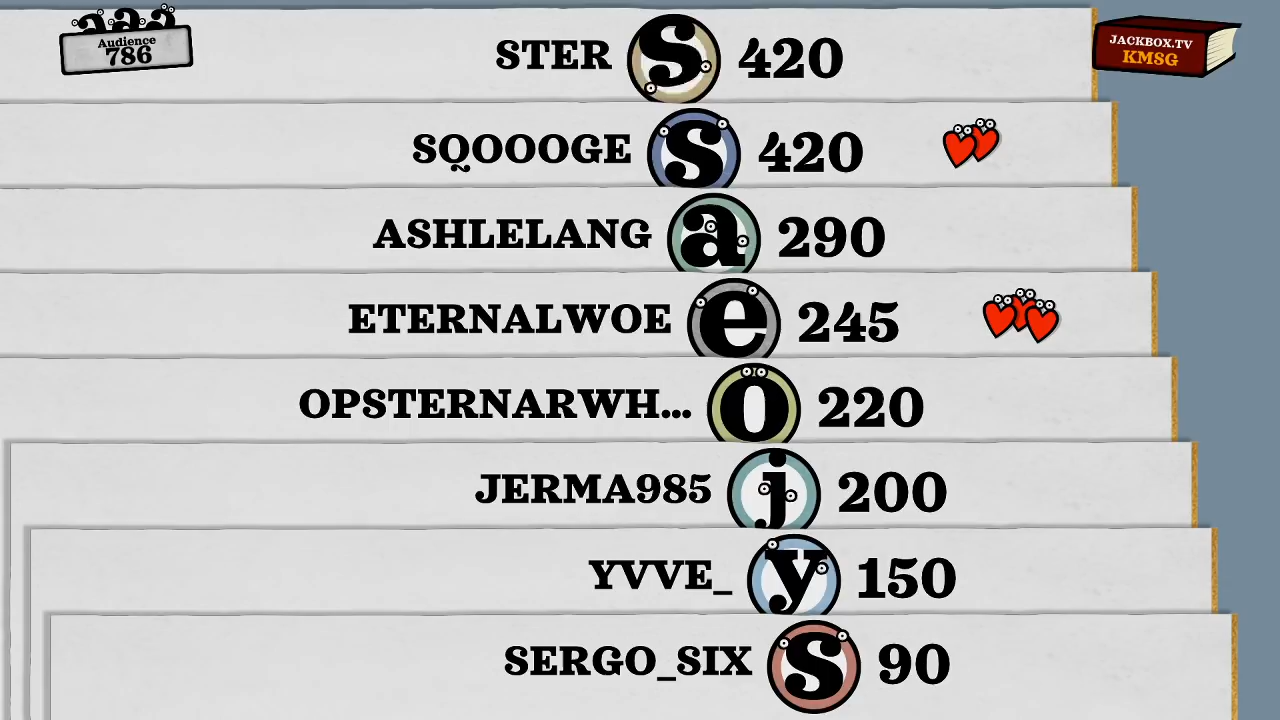 Audience
786
JACKBOX.TV
KMSG
STER S 420
SQOOOGE S 420
ASHLELANG a 290
ETERNALWOE e 245
OPSTERNARWH... o 220
JERMA985 j 200
YVVE_ y 150
SERGO_SIX S 90